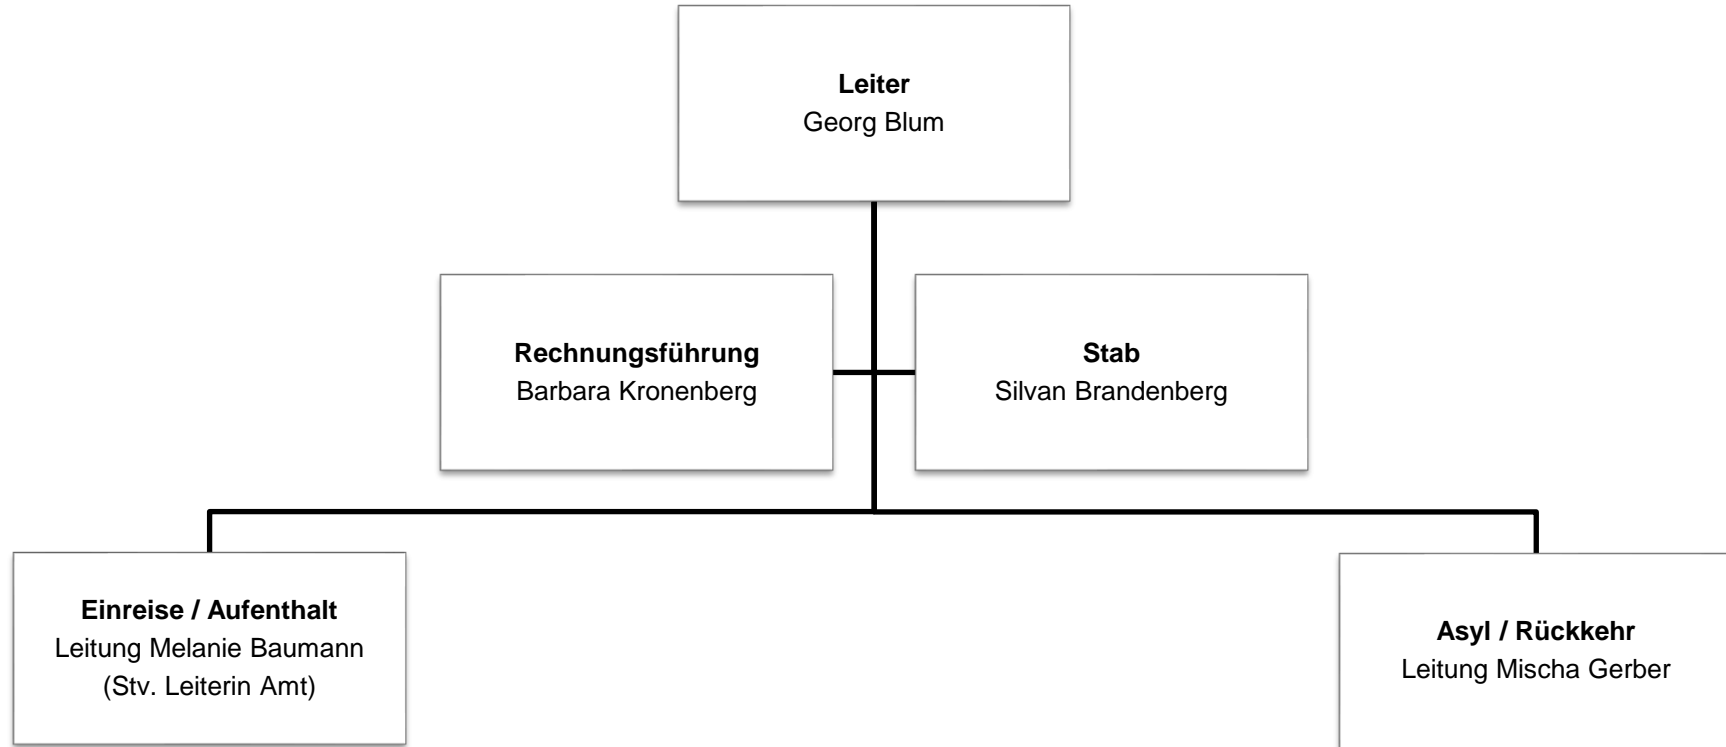 Leiter
Georg Blum
Rechnungsführung
Barbara Kronenberg
Stab
Silvan Brandenberg
Einreise / Aufenthalt
Leitung Melanie Baumann
(Stv. Leiterin Amt)
Asyl / Rückkehr
Leitung Mischa Gerber